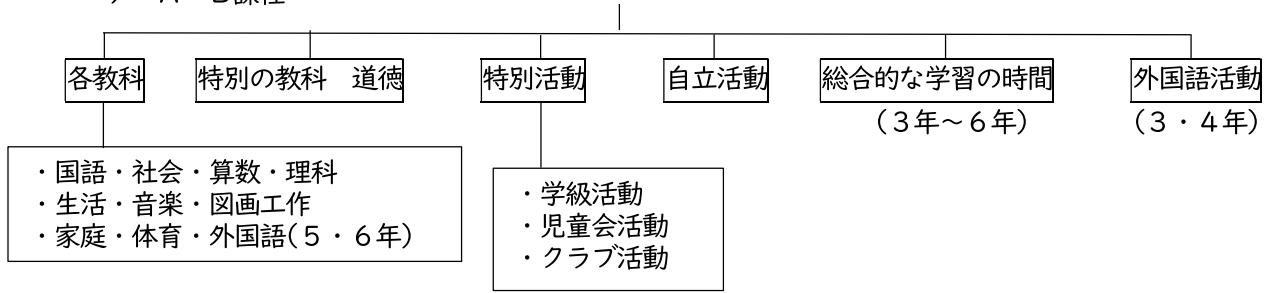 各教科
特別の教科　道徳
特別活動
自立活動
総合的な学習の時間
(３年～６年)
外国語活動
(３・４年)
・国語・社会・算数・理科
・生活・音楽・図画工作
・家庭・体育・外国語(５・６年)
・学級活動
・児童会活動
・クラブ活動